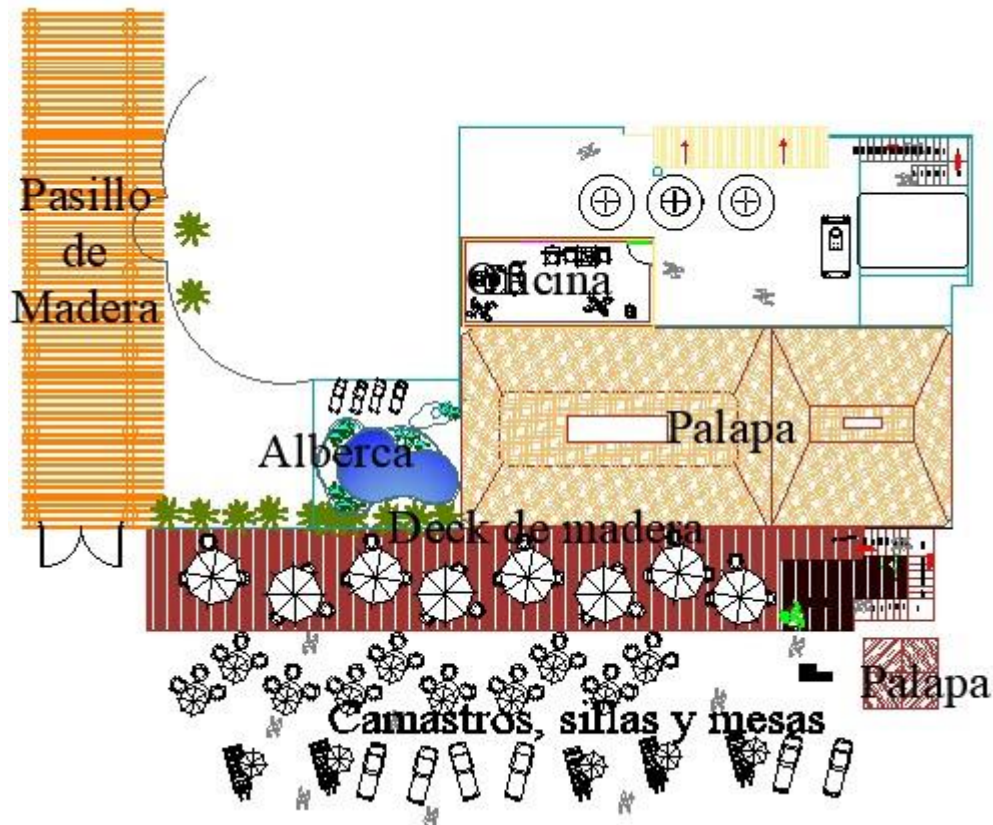 Pasillo
de
Madera
Oficina
Palapa
Alberca
Deck de madera
Palapa
Camastros, sillas y mesas